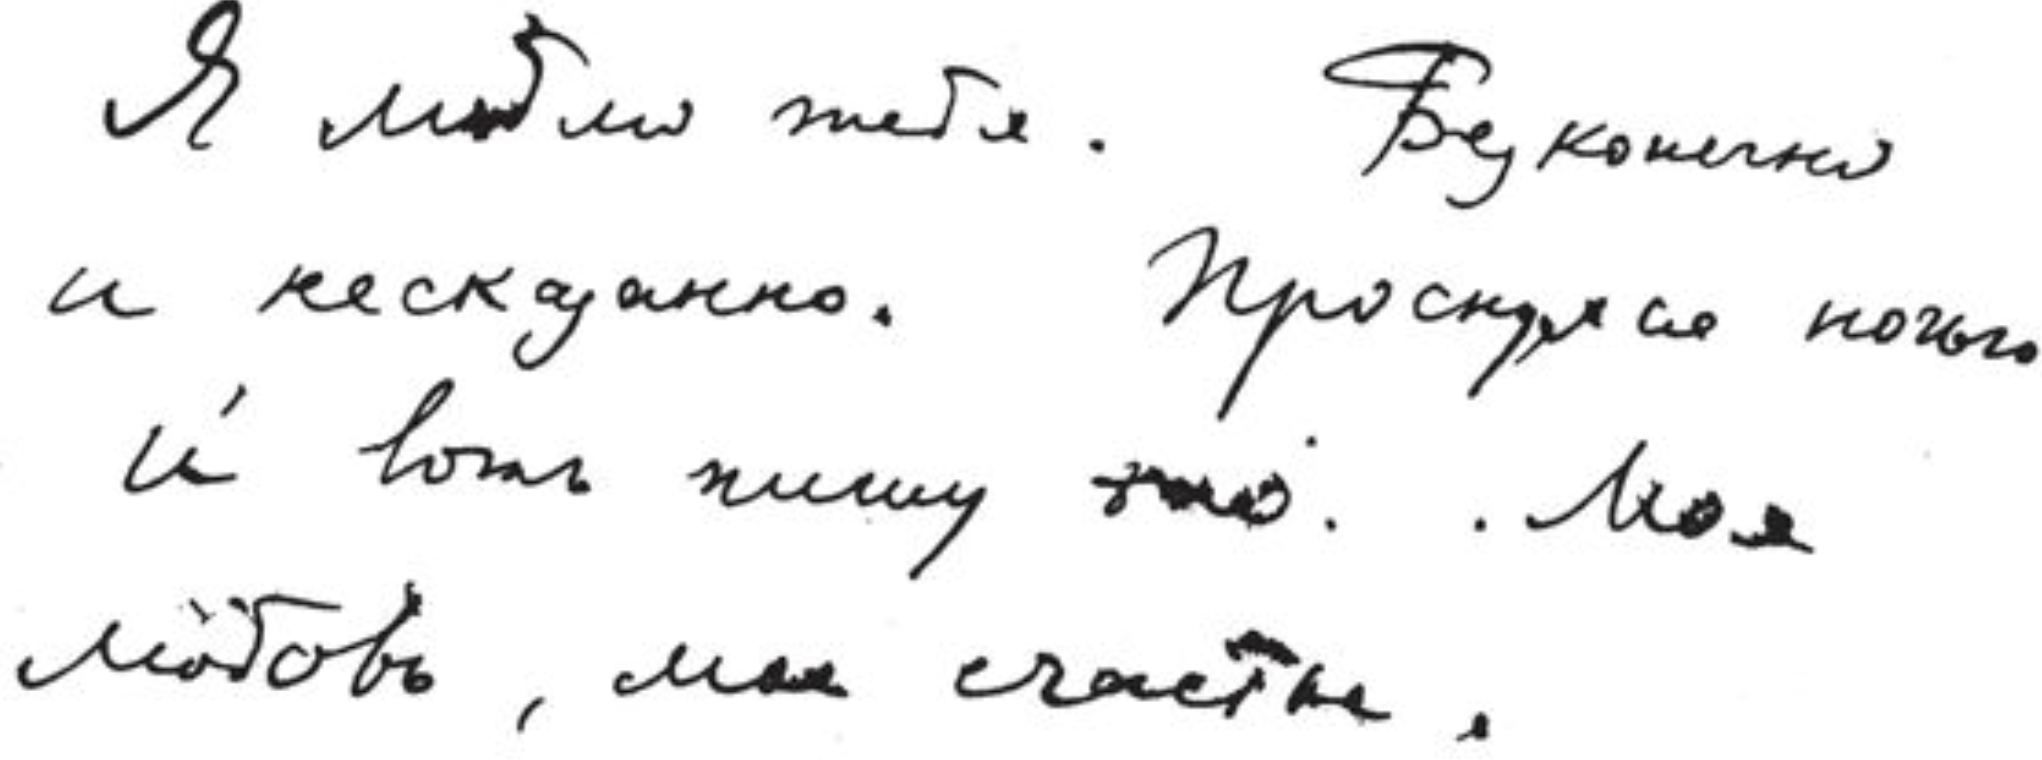 Я люблю тебя. Безконечно
и несказанно. Проснулся ночью
и вотъ пишу это. Моя
любовь, мое счастье.